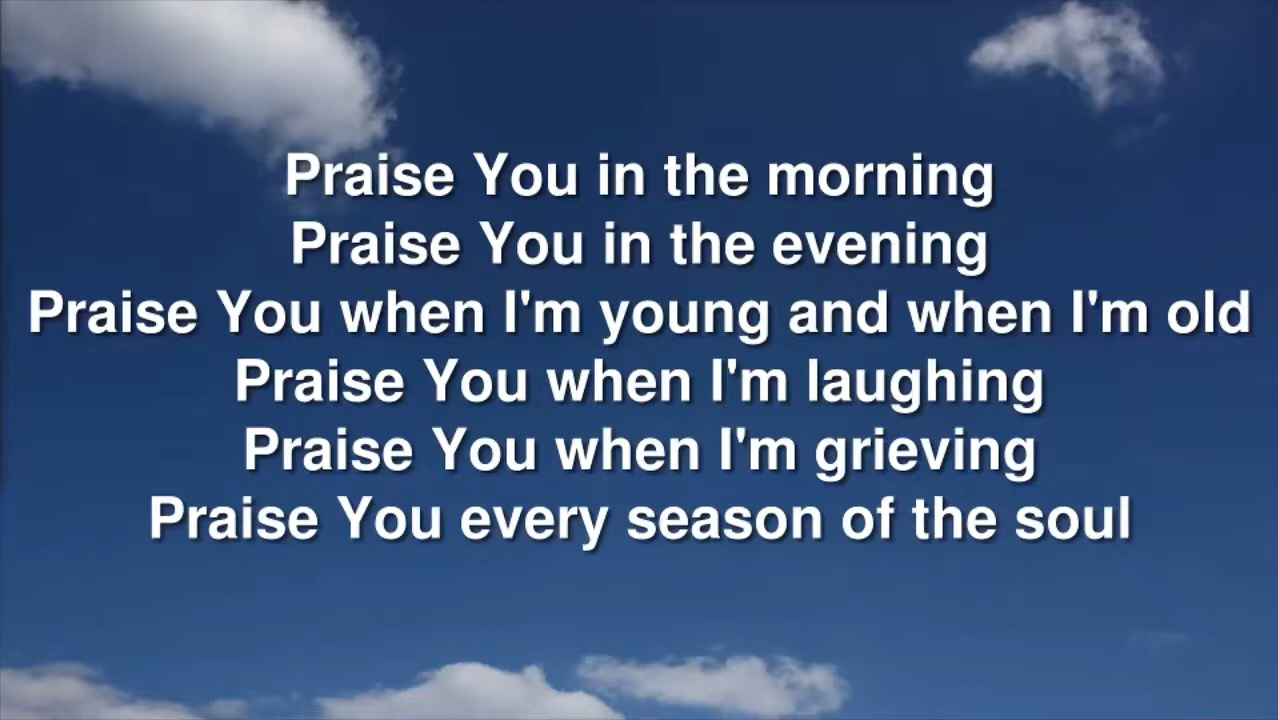 Praise You in the morning
Praise You in the evening
Praise You when I'm young and when I'm old
Praise You when I'm laughing
Praise You when I'm grieving
Praise You every season of the soul